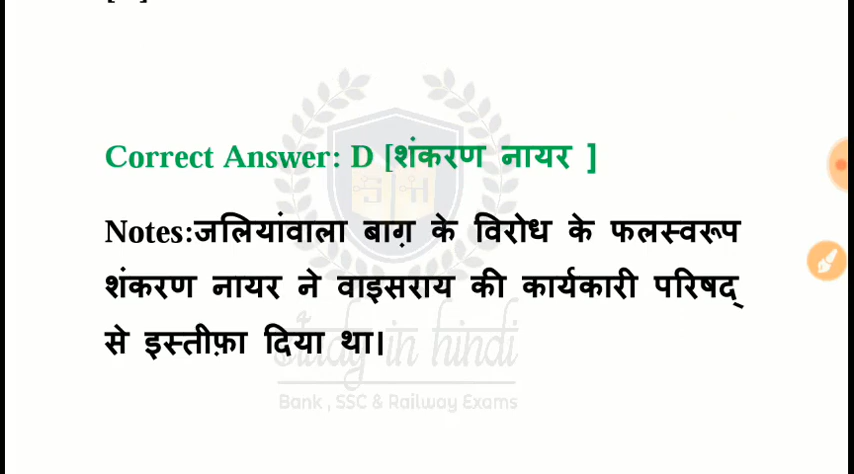 Correct Answer: D [शंकरण नायर ]
Notes:जलियांवाला बाग़ के विरोध के फलस्वरूप
शंकरण नायर ने वाइसराय की कार्यकारी परिषद्
से इस्तीफ़ा दिया था।
Study in hindi
Bank , SSC & Railway Exams